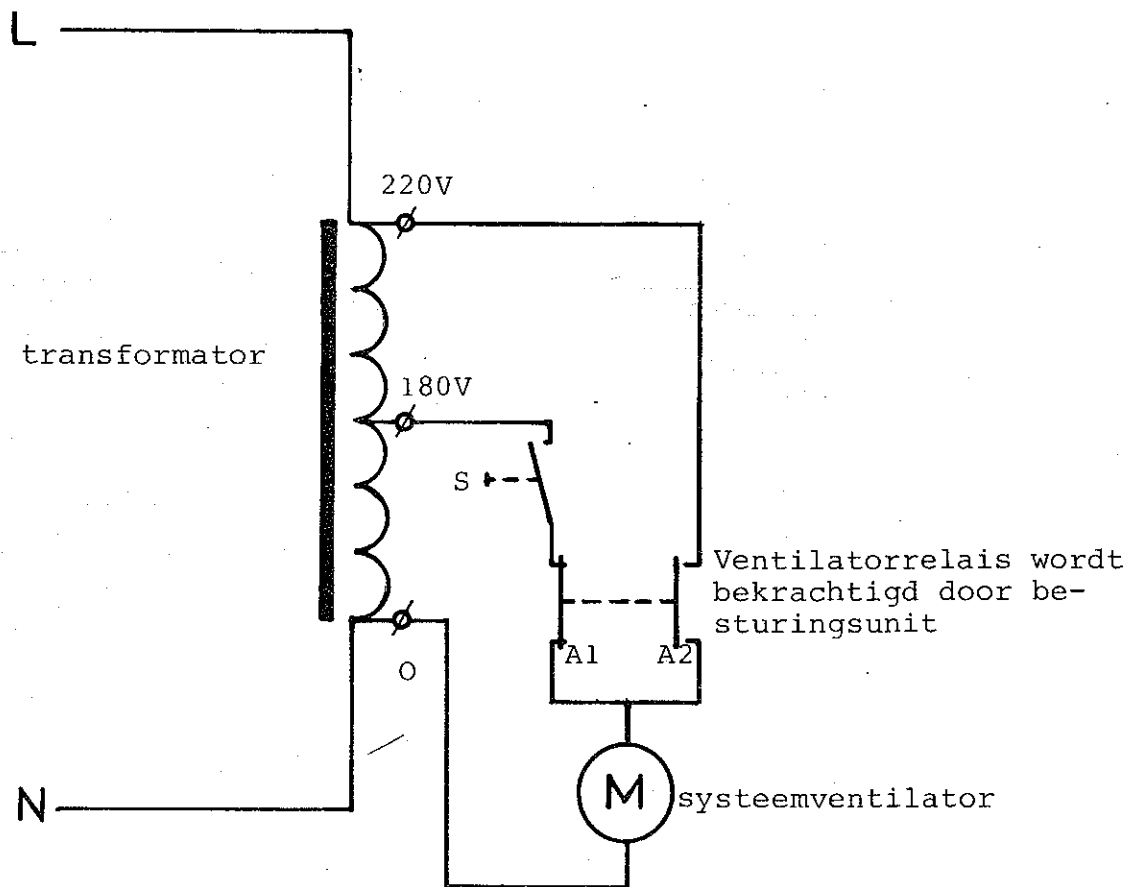 L
220V
transformator
180V
S
Ventilatorrelais wordt
bekrachtigd door be-
sturingsunit
A1
A2
O
N
M
systeemventilator